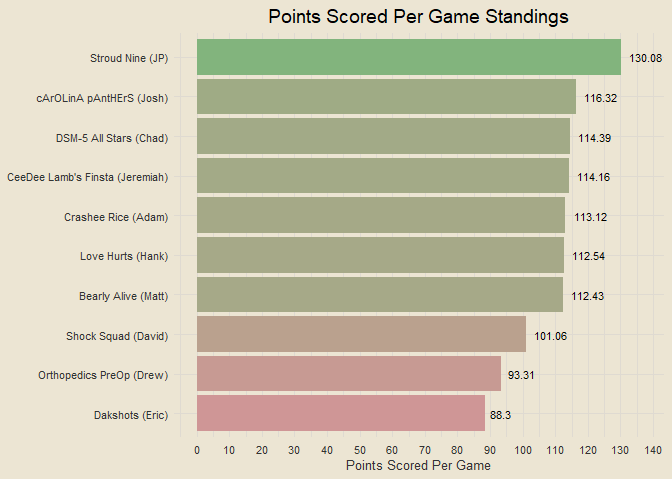 Points Scored Per Game Standings
Stroud Nine (JP)
130.08
cArOLinA pAntHErS (Josh)
116.32
DSM-5 All Stars (Chad)
114.39
CeeDee Lamb's Finsta (Jeremiah)
114.16
Crashee Rice (Adam)
113.12
Love Hurts (Hank)
112.54
Bearly Alive (Matt)
112.43
Shock Squad (David)
101.06
Orthopedics PreOp (Drew)
93.31
Dakshots (Eric)
88.3
0 10 20 30 40 50 60 70 80 90 100 110 120 130 140
Points Scored Per Game